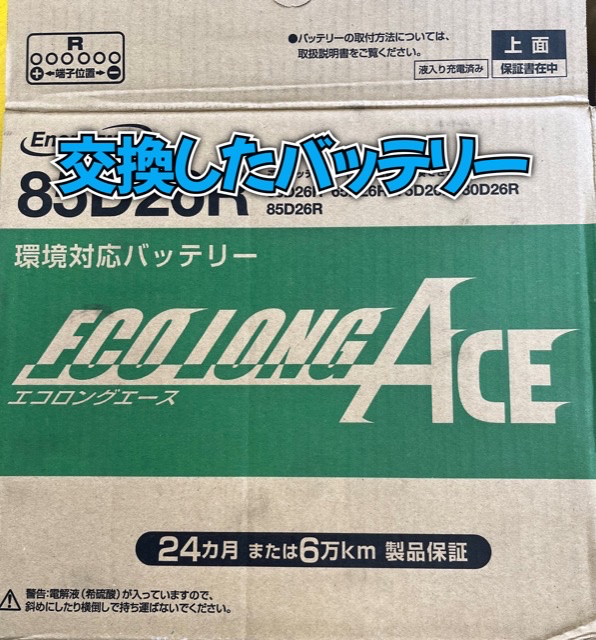 R
⊕←端子位置→⊖
●バッテリーの取付方法については、
取扱説明書をご覧ください。
液入り充電済み
上面
保証書在中
交換したバッテリー
85D26R
85D26R
環境対応バッテリー
ECO LONG ACE
エコロングエース
24カ月 または6万km 製品保証
警告:電解液(希硫酸)が入っていますので、
斜めにしたり横倒しで持ち運ばないでください。